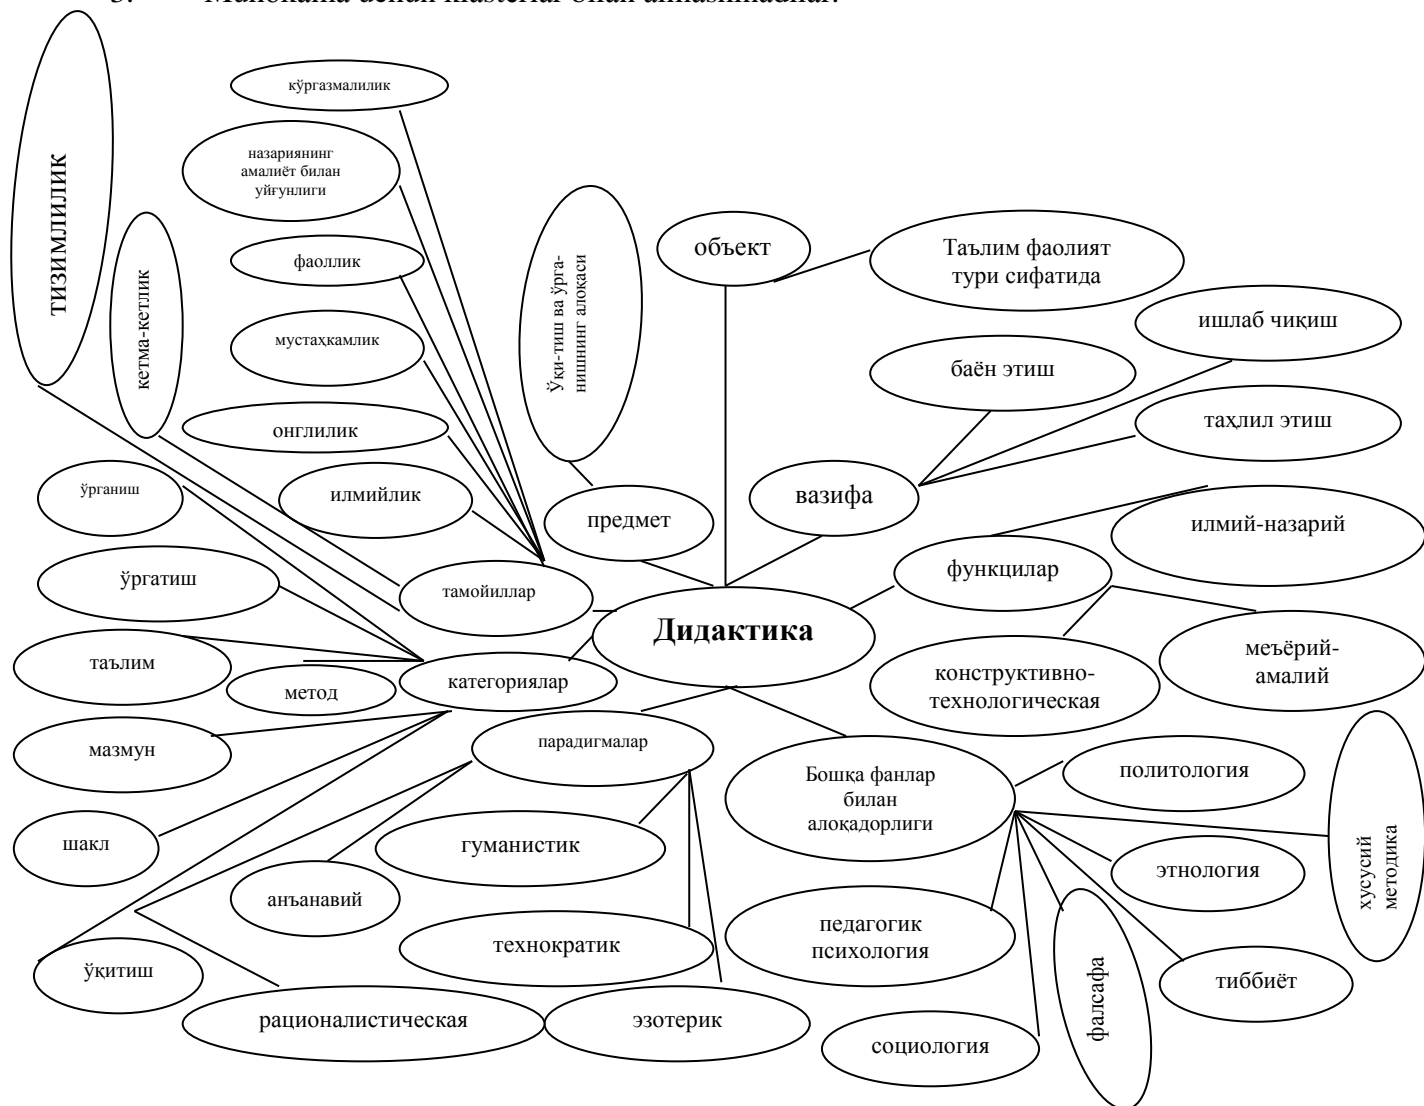 кўргазмалилик
назариянинг
амалиёт билан
уйғунлиги
фаоллик
мустаҳкамлик
онглилик
илмийлик
тизимлилик
кетма-кетлик
Ўқи-тиш ва ўрга-
нишнинг алоқаси
объект
Таълим фаолият
тури сифатида
ишлаб чиқиш
баён этиш
таҳлил этиш
вазифа
предмет
илмий-назарий
функцилар
меъёрий-
амалий
конструктивно-
технологическая
ўрганиш
ўргатиш
тамойиллар
Дидактика
таълим
метод
категориялар
мазмун
парадигмалар
шакл
гуманистик
анъанавий
технократик
ўқитиш
рационалистическая
эзотерик
Бошқа фанлар
билан
алоқадорлиги
политология
этнология
хусусий
методика
педагогик
психология
фалсафа
тиббиёт
социология